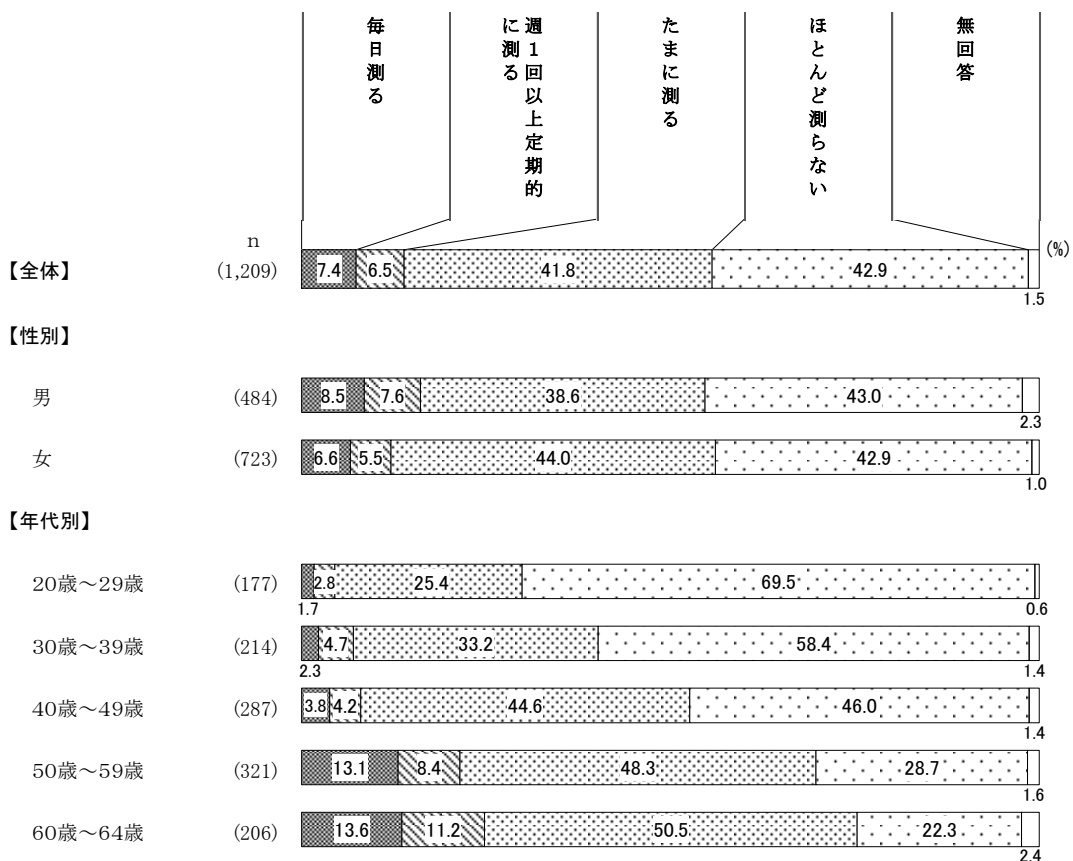 毎日測る
週1回以上定期的
に測る
たまに測る
ほとんど測らない
無回答
n
(%)
【全体】 (1,209) 7.4 6.5 41.8 42.9
1.5
【性別】
男 (484) 8.5 7.6 38.6 43.0
2.3
女 (723) 6.6 5.5 44.0 42.9
1.0
【年代別】
20歳～29歳 (177) 2.8 25.4 69.5
1.7 0.6
30歳～39歳 (214) 4.7 33.2 58.4
2.3 1.4
40歳～49歳 (287) 3.8 4.2 44.6 46.0
1.4
50歳～59歳 (321) 13.1 8.4 48.3 28.7
1.6
60歳～64歳 (206) 13.6 11.2 50.5 22.3
2.4